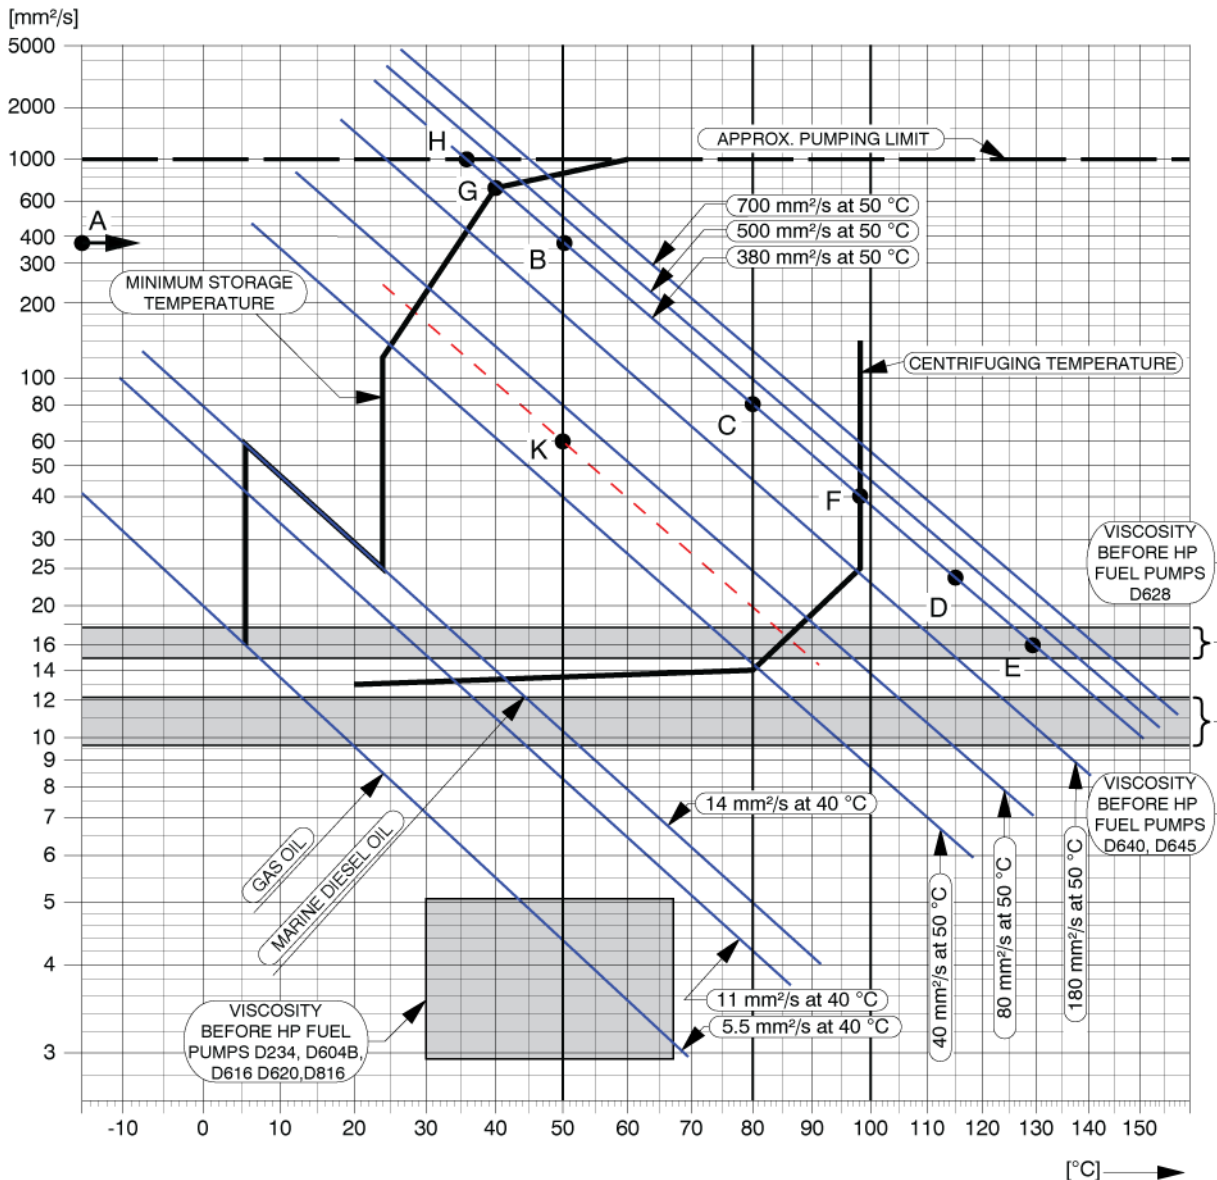 [mm²/s]
5000
2000
1000
600
400
300
200
100
80
60
50
40
30
25
20
16
14
12
10
9
8
7
6
5
4
3
A
H
G
B
K
C
F
D
E
APPROX. PUMPING LIMIT
700 mm²/s at 50 °C
500 mm²/s at 50 °C
380 mm²/s at 50 °C
MINIMUM STORAGE
TEMPERATURE
CENTRIFUGING TEMPERATURE
VISCOSITY
BEFORE HP
FUEL PUMPS
D628
VISCOSITY
BEFORE HP
FUEL PUMPS
D640, D645
GAS OIL
MARINE DIESEL OIL
14 mm²/s at 40 °C
11 mm²/s at 40 °C
5.5 mm²/s at 40 °C
40 mm²/s at 50 °C
80 mm²/s at 50 °C
180 mm²/s at 50 °C
VISCOSITY
BEFORE HP FUEL
PUMPS D234, D604B,
D616 D620,D816
-10 0 20 30 40 50 60 70 80 90 100 110 120 130 140 150
[°C]